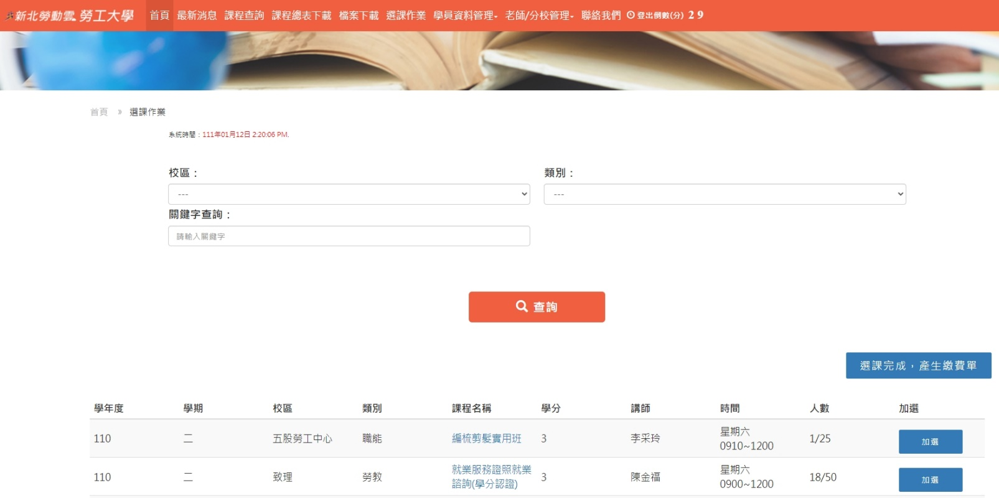 新北勞動雲 勞工大學 首頁 最新消息 課程查詢 課程總表下載 檔案下載 選課作業 學員資料管理 老師/分校管理 聯絡我們 登出倒數(分) 29
首頁 » 選課作業
系統時間：111年01月12日 2:20:06 PM.
校區： 類別：
--- ---
關鍵字查詢：
請輸入關鍵字
查詢
選課完成，產生繳費單
學年度 學期 校區 類別 課程名稱 學分 講師 時間 人數 加選
110 二 五股勞工中心 職能 編梳剪髮實用班 3 李采玲 星期六 0910~1200 1/25 加選
110 二 致理 勞教 就業服務證照就業諮詢(學分認證) 3 陳金福 星期六 0900~1200 18/50 加選